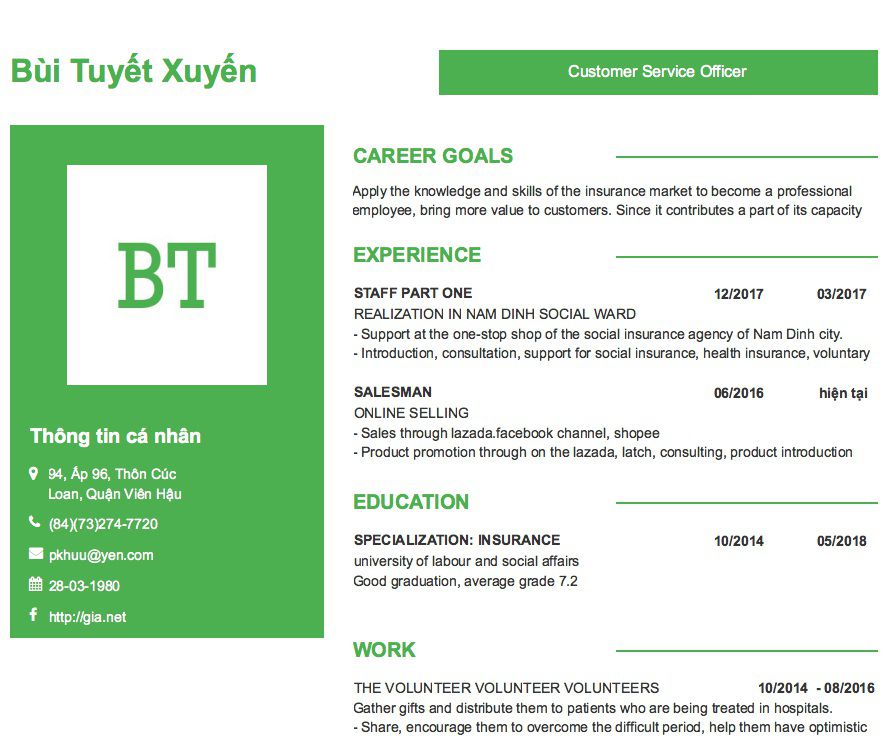 Bùi Tuyết Xuyến
Customer Service Officer
BT
Thông tin cá nhân
94, Ấp 96, Thôn Cúc
Loan, Quận Viên Hậu
(84)(73)274-7720
pkhuu@yen.com
28-03-1980
http://gia.net
CAREER GOALS
Apply the knowledge and skills of the insurance market to become a professional
employee, bring more value to customers. Since it contributes a part of its capacity
EXPERIENCE
STAFF PART ONE 12/2017 03/2017
REALIZATION IN NAM DINH SOCIAL WARD
- Support at the one-stop shop of the social insurance agency of Nam Dinh city.
- Introduction, consultation, support for social insurance, health insurance, voluntary
SALESMAN 06/2016 hiện tại
ONLINE SELLING
- Sales through lazada.facebook channel, shopee
- Product promotion through on the lazada, latch, consulting, product introduction
EDUCATION
SPECIALIZATION: INSURANCE 10/2014 05/2018
university of labour and social affairs
Good graduation, average grade 7.2
WORK
THE VOLUNTEER VOLUNTEER VOLUNTEERS 10/2014 - 08/2016
Gather gifts and distribute them to patients who are being treated in hospitals.
- Share, encourage them to overcome the difficult period, help them have optimistic